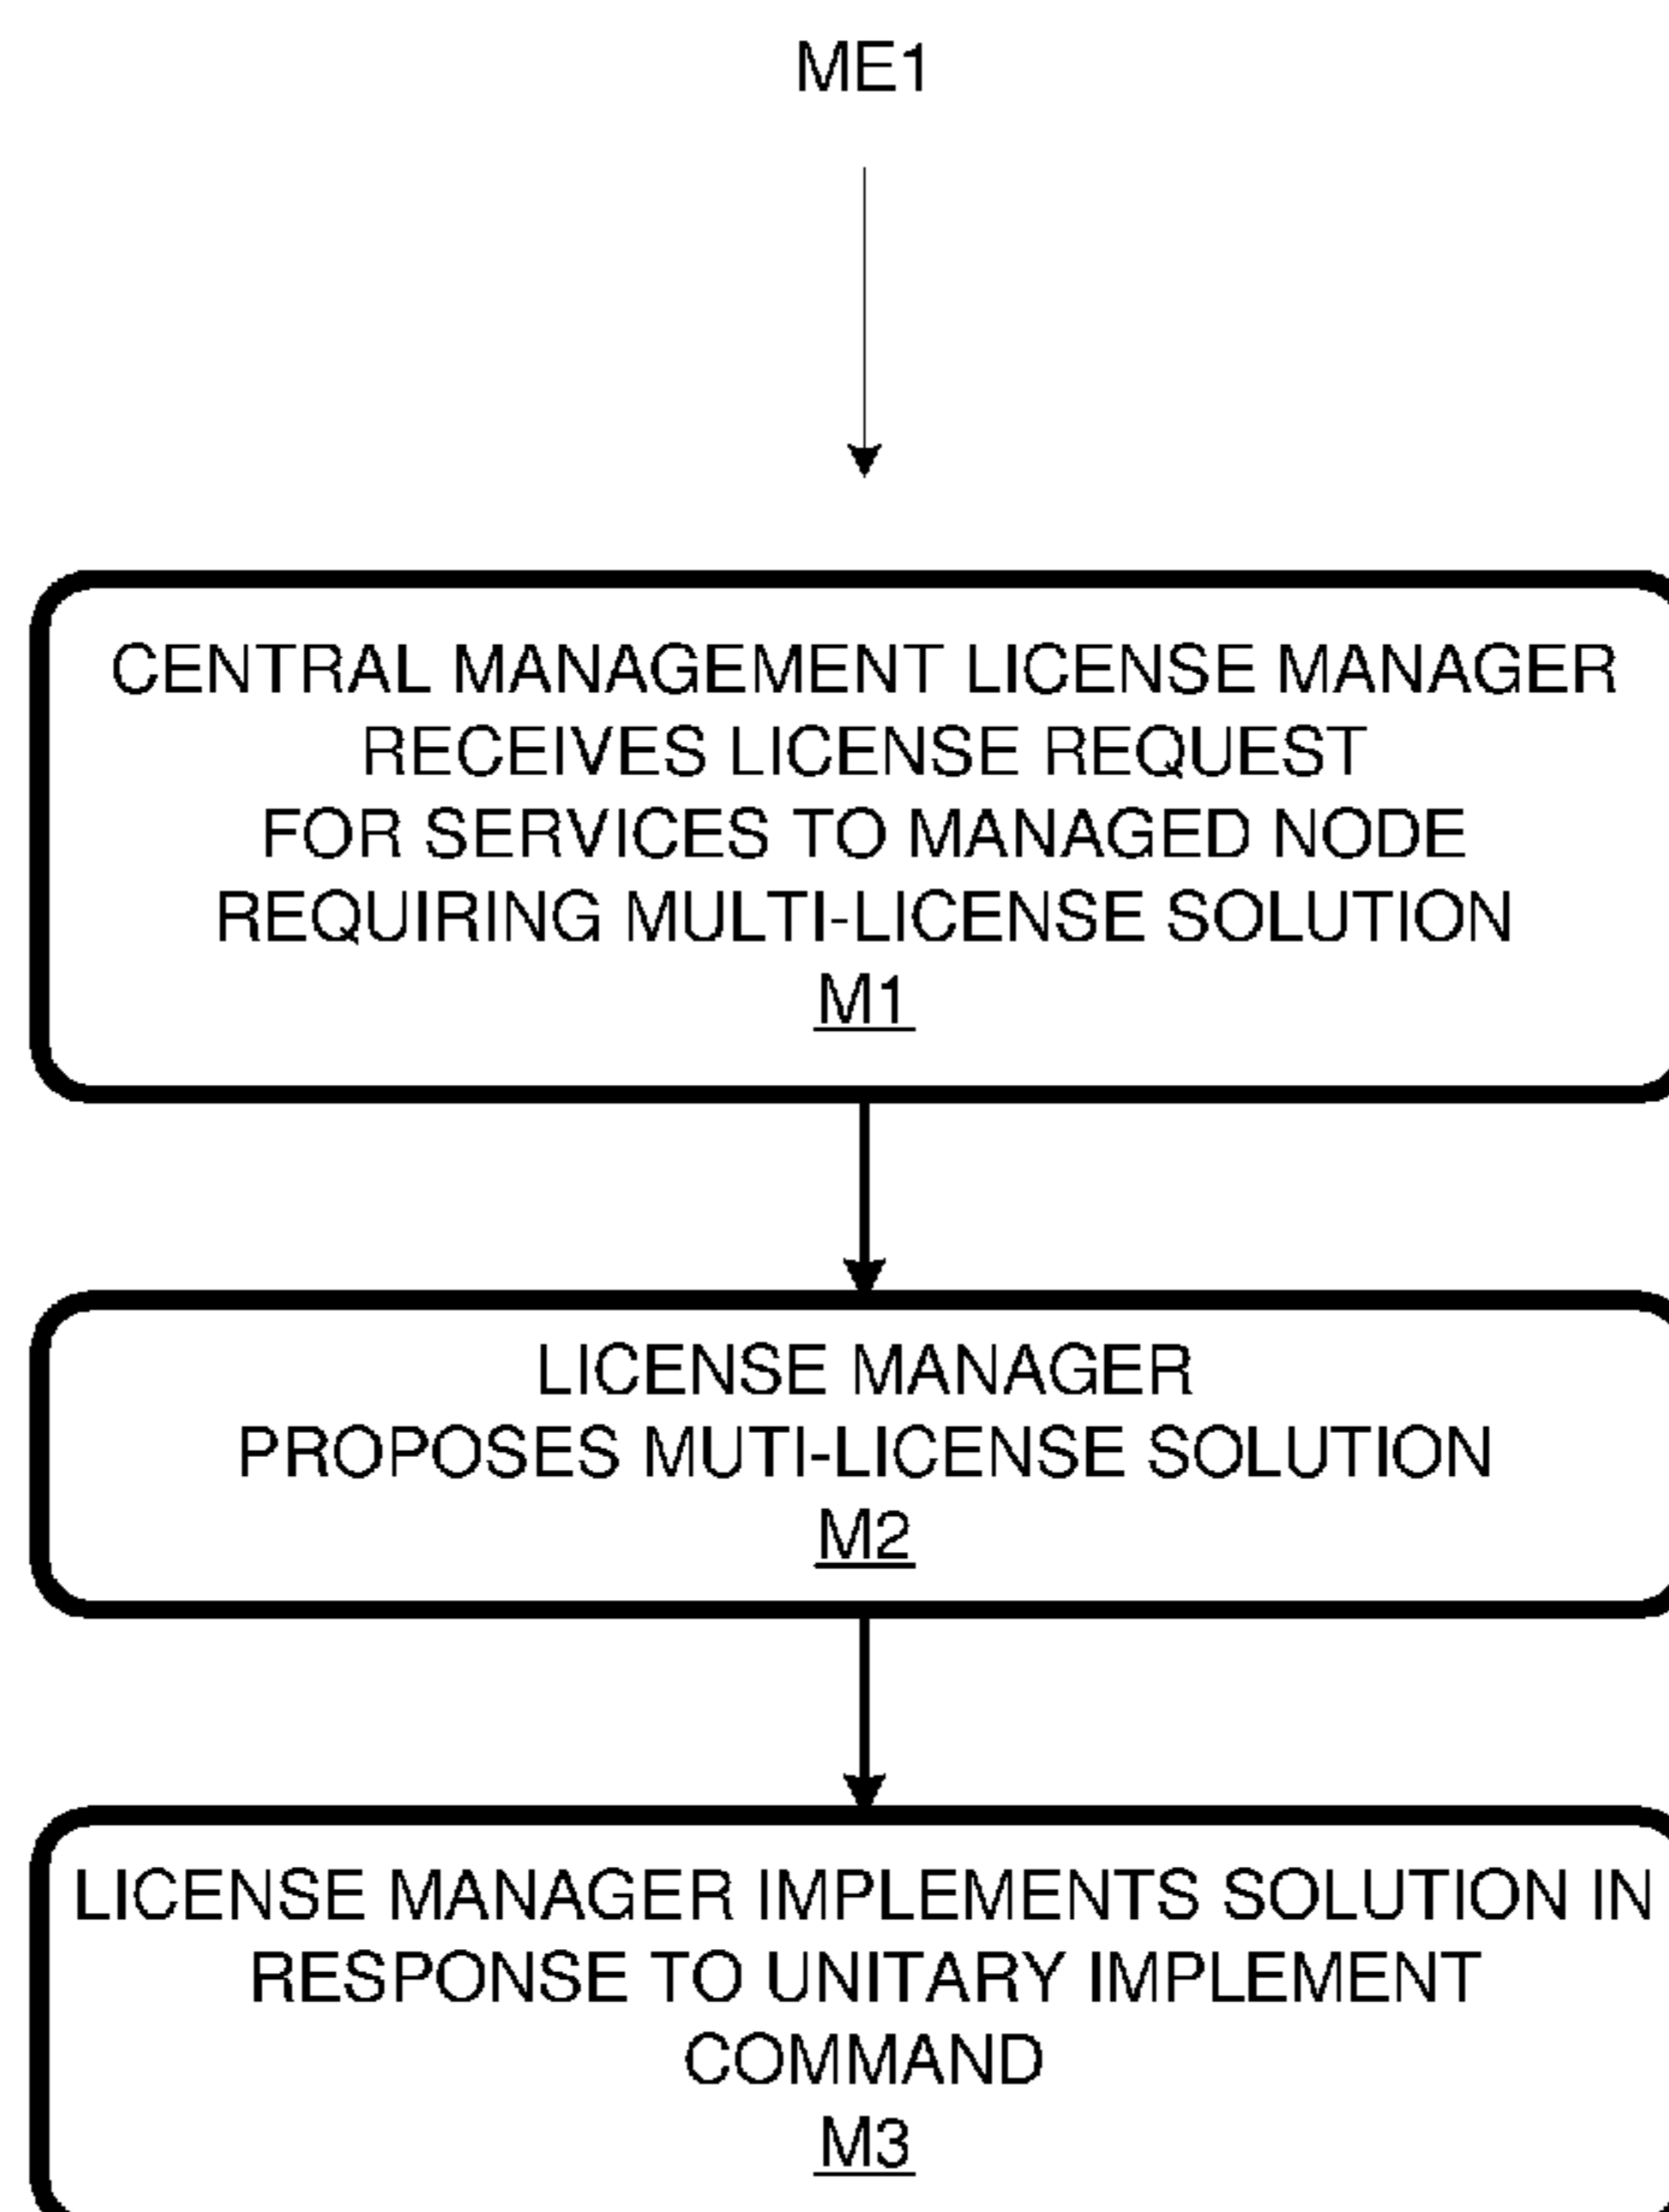 ME1
CENTRAL MANAGEMENT LICENSE MANAGER
RECEIVES LICENSE REQUEST
FOR SERVICES TO MANAGED NODE
REQUIRING MULTI-LICENSE SOLUTION
M1
LICENSE MANAGER
PROPOSES MUTI-LICENSE SOLUTION
M2
LICENSE MANAGER IMPLEMENTS SOLUTION IN
RESPONSE TO UNITARY IMPLEMENT
COMMAND
M3